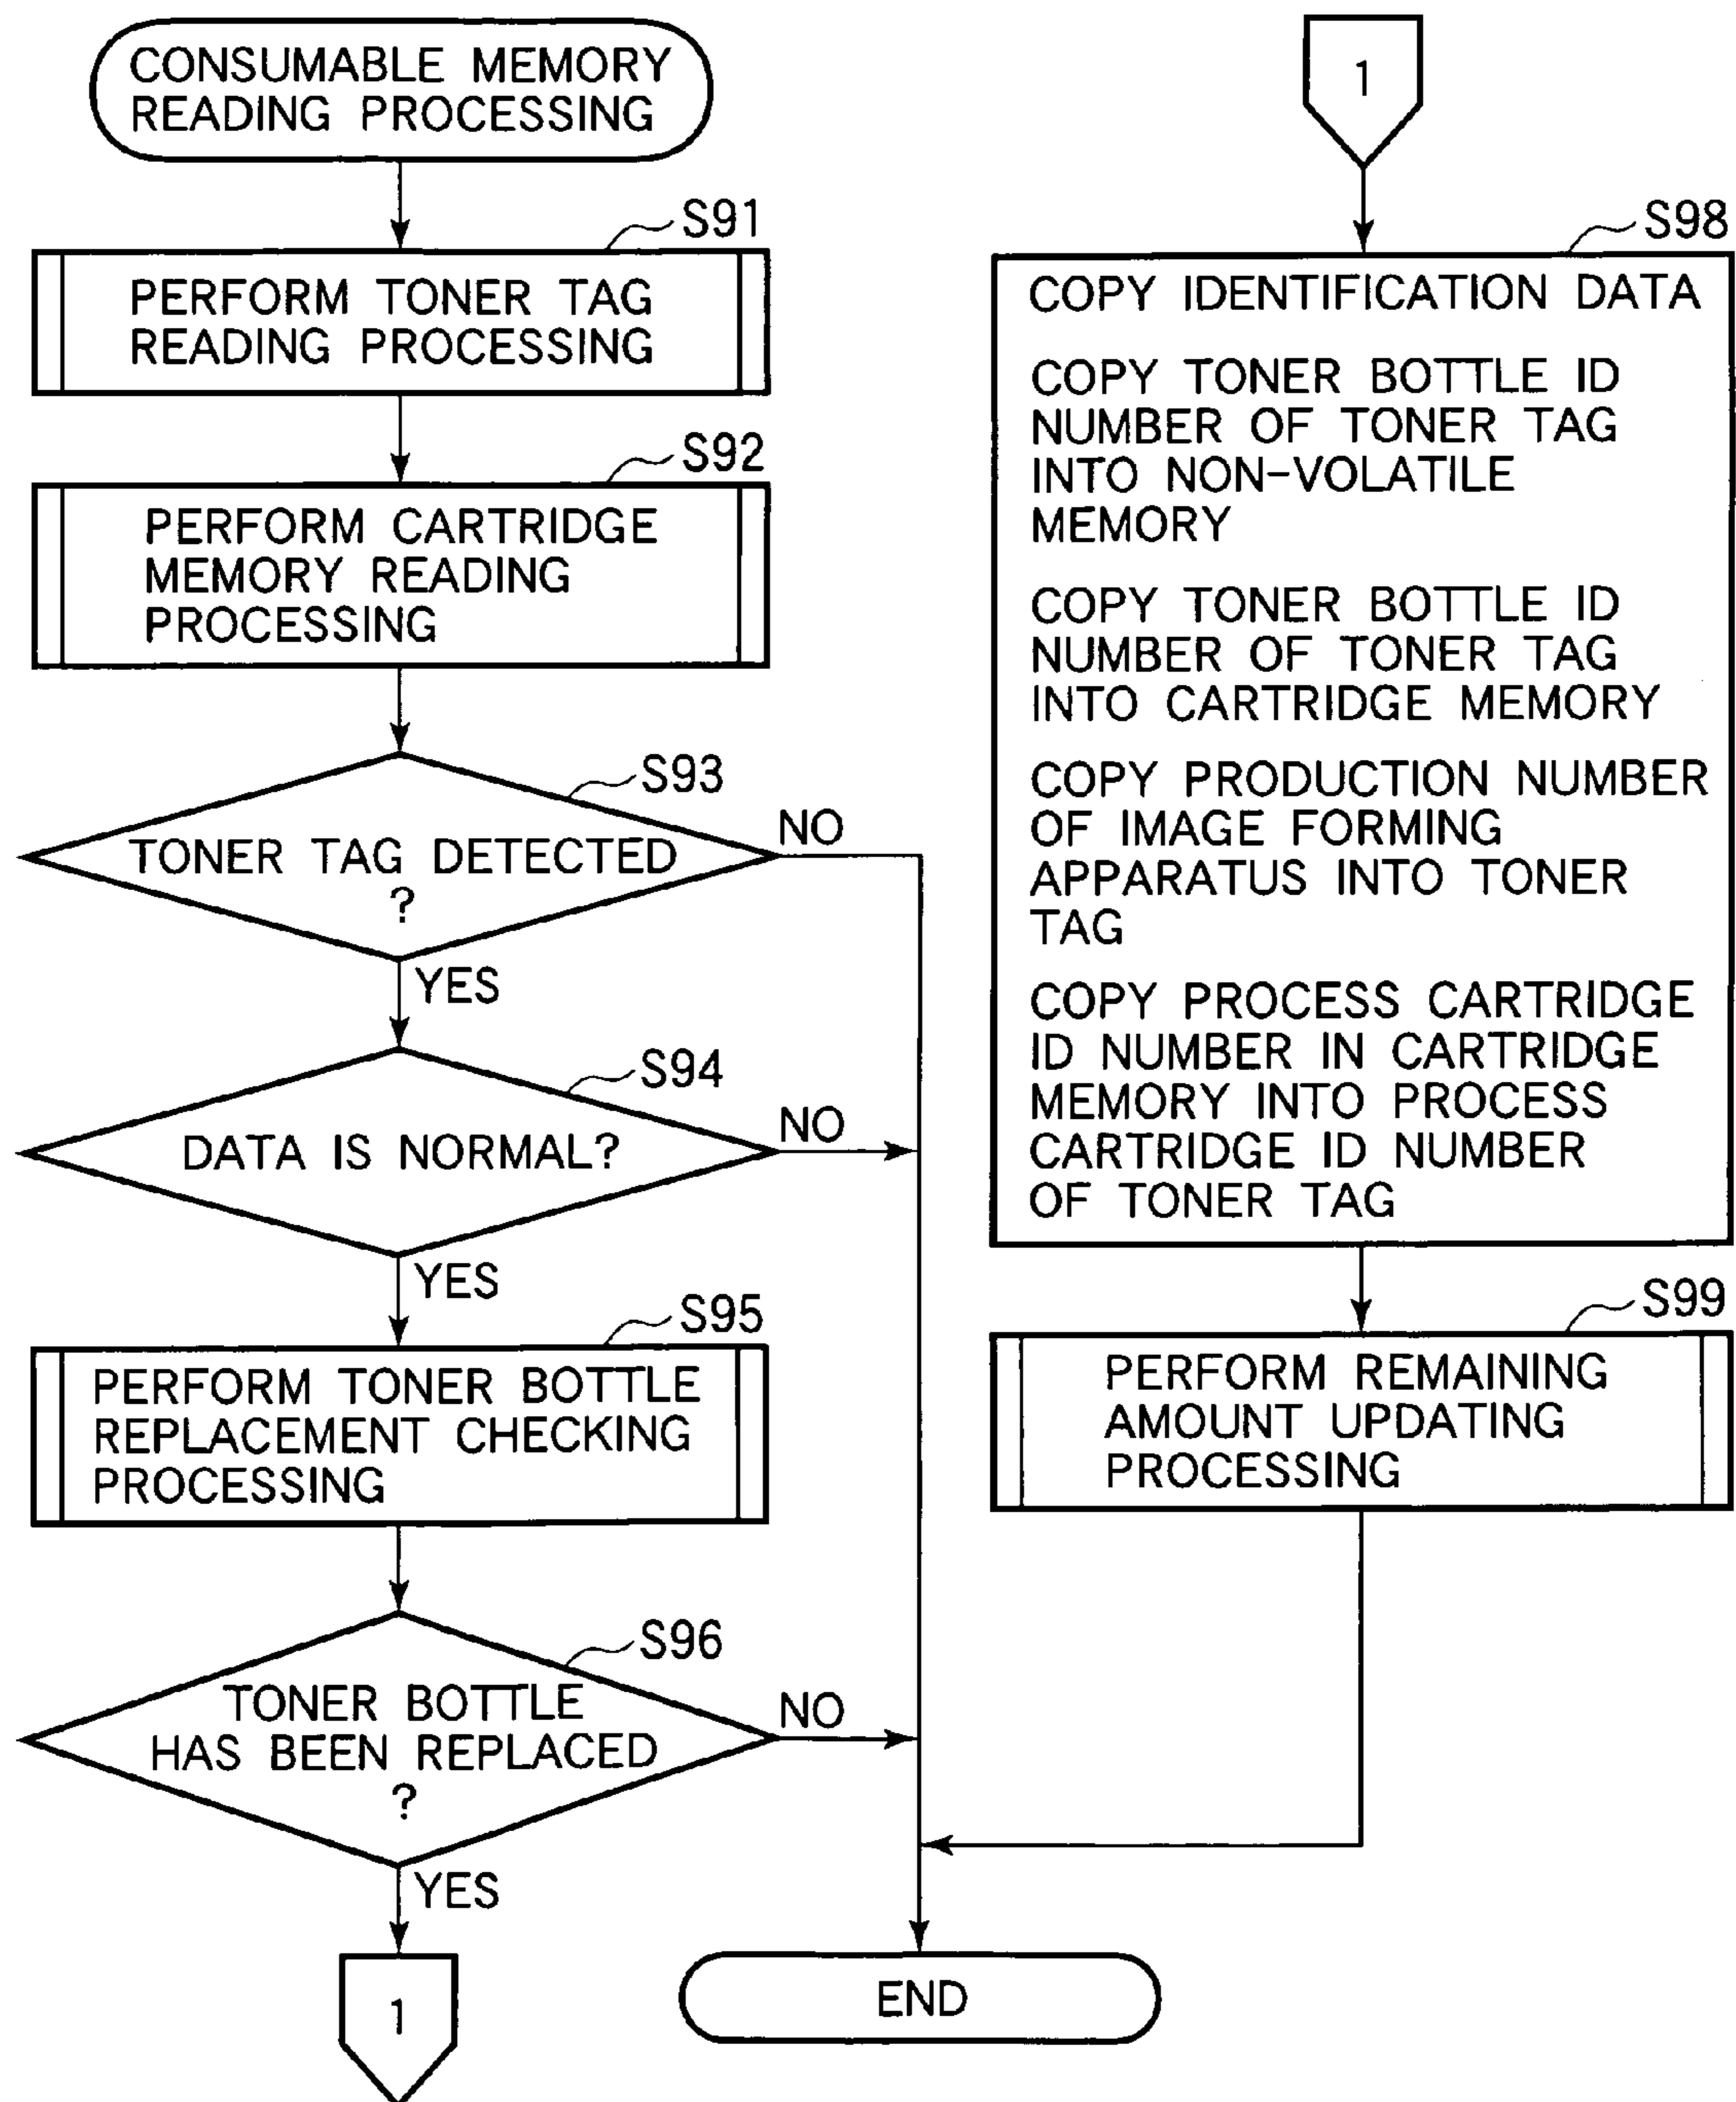 CONSUMABLE MEMORY
READING PROCESSING
S91
PERFORM TONER TAG
READING PROCESSING
S92
PERFORM CARTRIDGE
MEMORY READING
PROCESSING
S93
TONER TAG DETECTED
?
NO
YES
S94
DATA IS NORMAL?
NO
YES
S95
PERFORM TONER BOTTLE
REPLACEMENT CHECKING
PROCESSING
S96
TONER BOTTLE
HAS BEEN REPLACED
?
NO
YES
1
1
S98
COPY IDENTIFICATION DATA
COPY TONER BOTTLE ID
NUMBER OF TONER TAG
INTO NON-VOLATILE
MEMORY
COPY TONER BOTTLE ID
NUMBER OF TONER TAG
INTO CARTRIDGE MEMORY
COPY PRODUCTION NUMBER
OF IMAGE FORMING
APPARATUS INTO TONER
TAG
COPY PROCESS CARTRIDGE
ID NUMBER IN CARTRIDGE
MEMORY INTO PROCESS
CARTRIDGE ID NUMBER
OF TONER TAG
S99
PERFORM REMAINING
AMOUNT UPDATING
PROCESSING
END